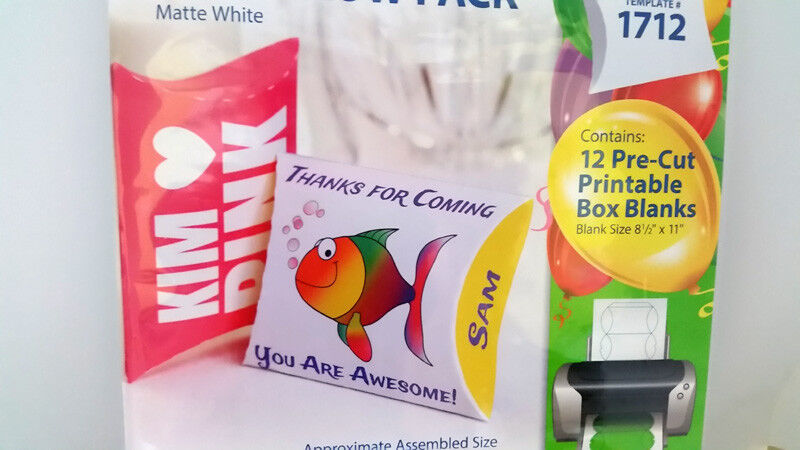 Matte White
PACK
TEMPLATE #
1712
KIM
PINK
THANKS FOR COMING
SAM
YOU ARE AWESOME!
Contains:
12 Pre-Cut
Printable
Box Blanks
Blank Size 8½" x 11"
Approximate Assembled Size